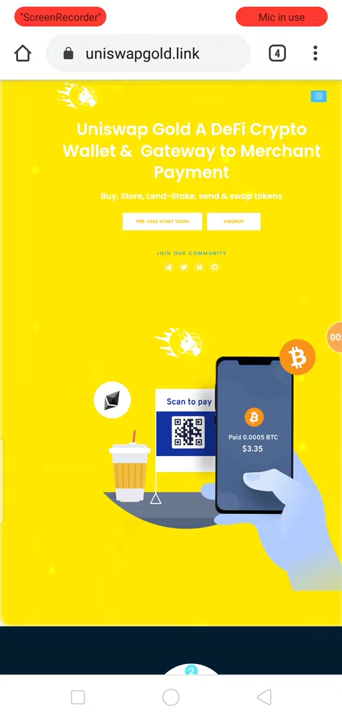 "ScreenRecorder"
Mic in use
uniswapgold.link
4
Uniswap Gold A DeFi Crypto
Wallet & Gateway to Merchant
Payment
Buy, Store, Lend-Stake, send & swap tokens
PRE-SALE START SOON
AIRDROP
JOIN OUR COMMUNITY
Scan to pay
Paid 0.0005 BTC
$3.35